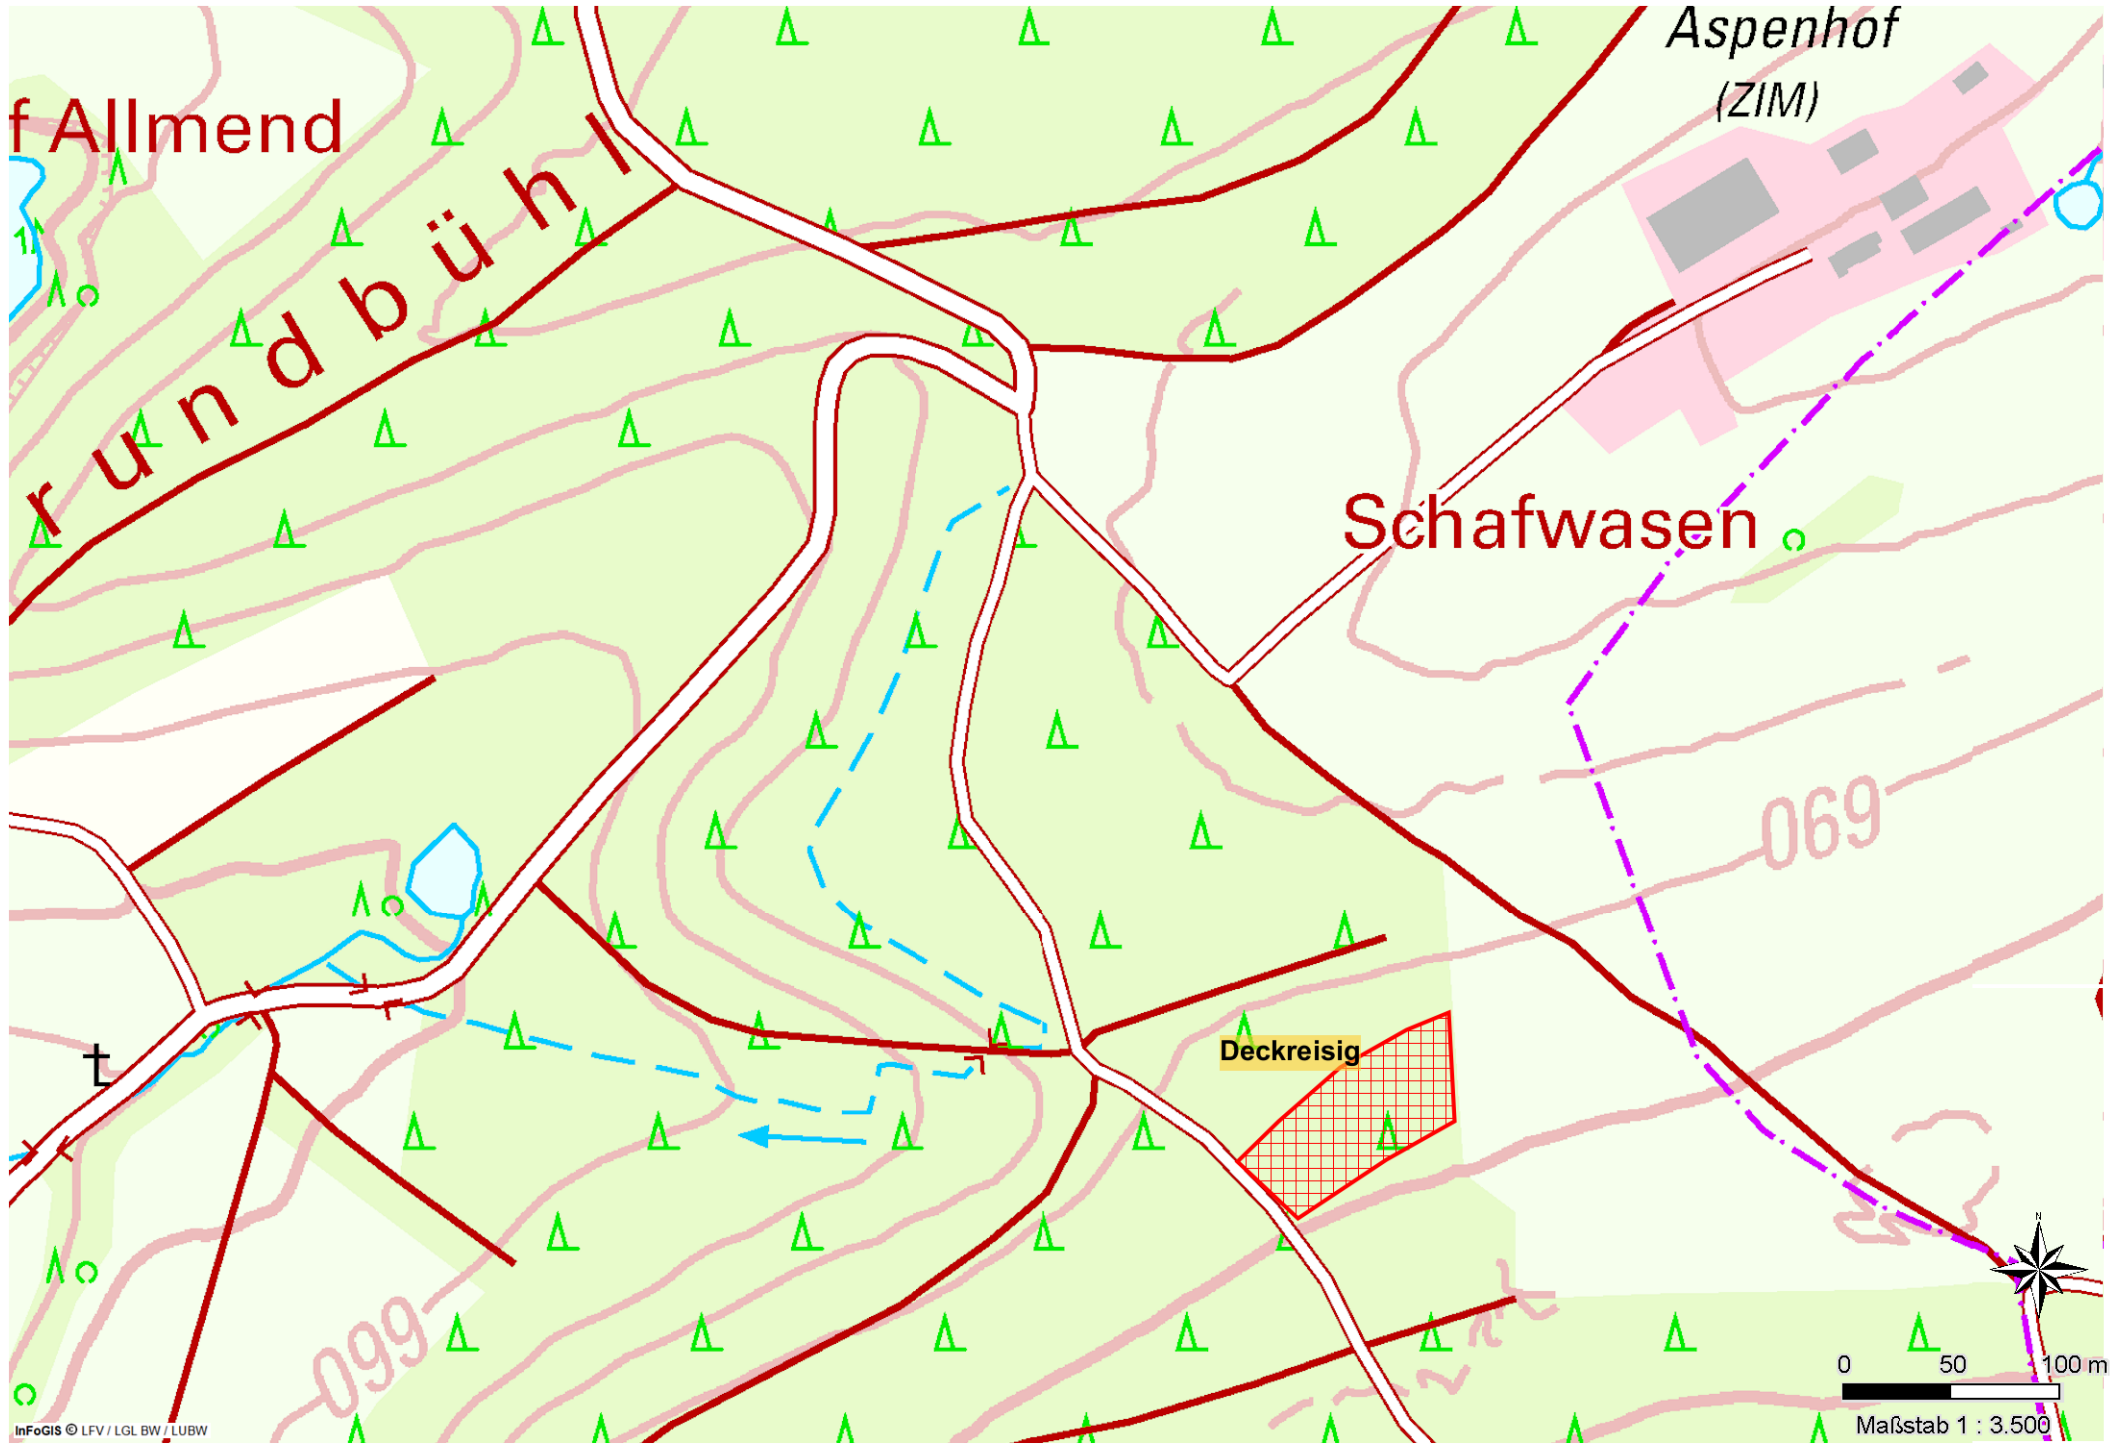 Aspenhof
(ZIM)
f Allmend
rundbühl
Schafwasen
069
Deckreisig
099
N
0 50 100 m
Maßstab 1 : 3.500
InFoGIS © LFV / LGL BW / LUBW